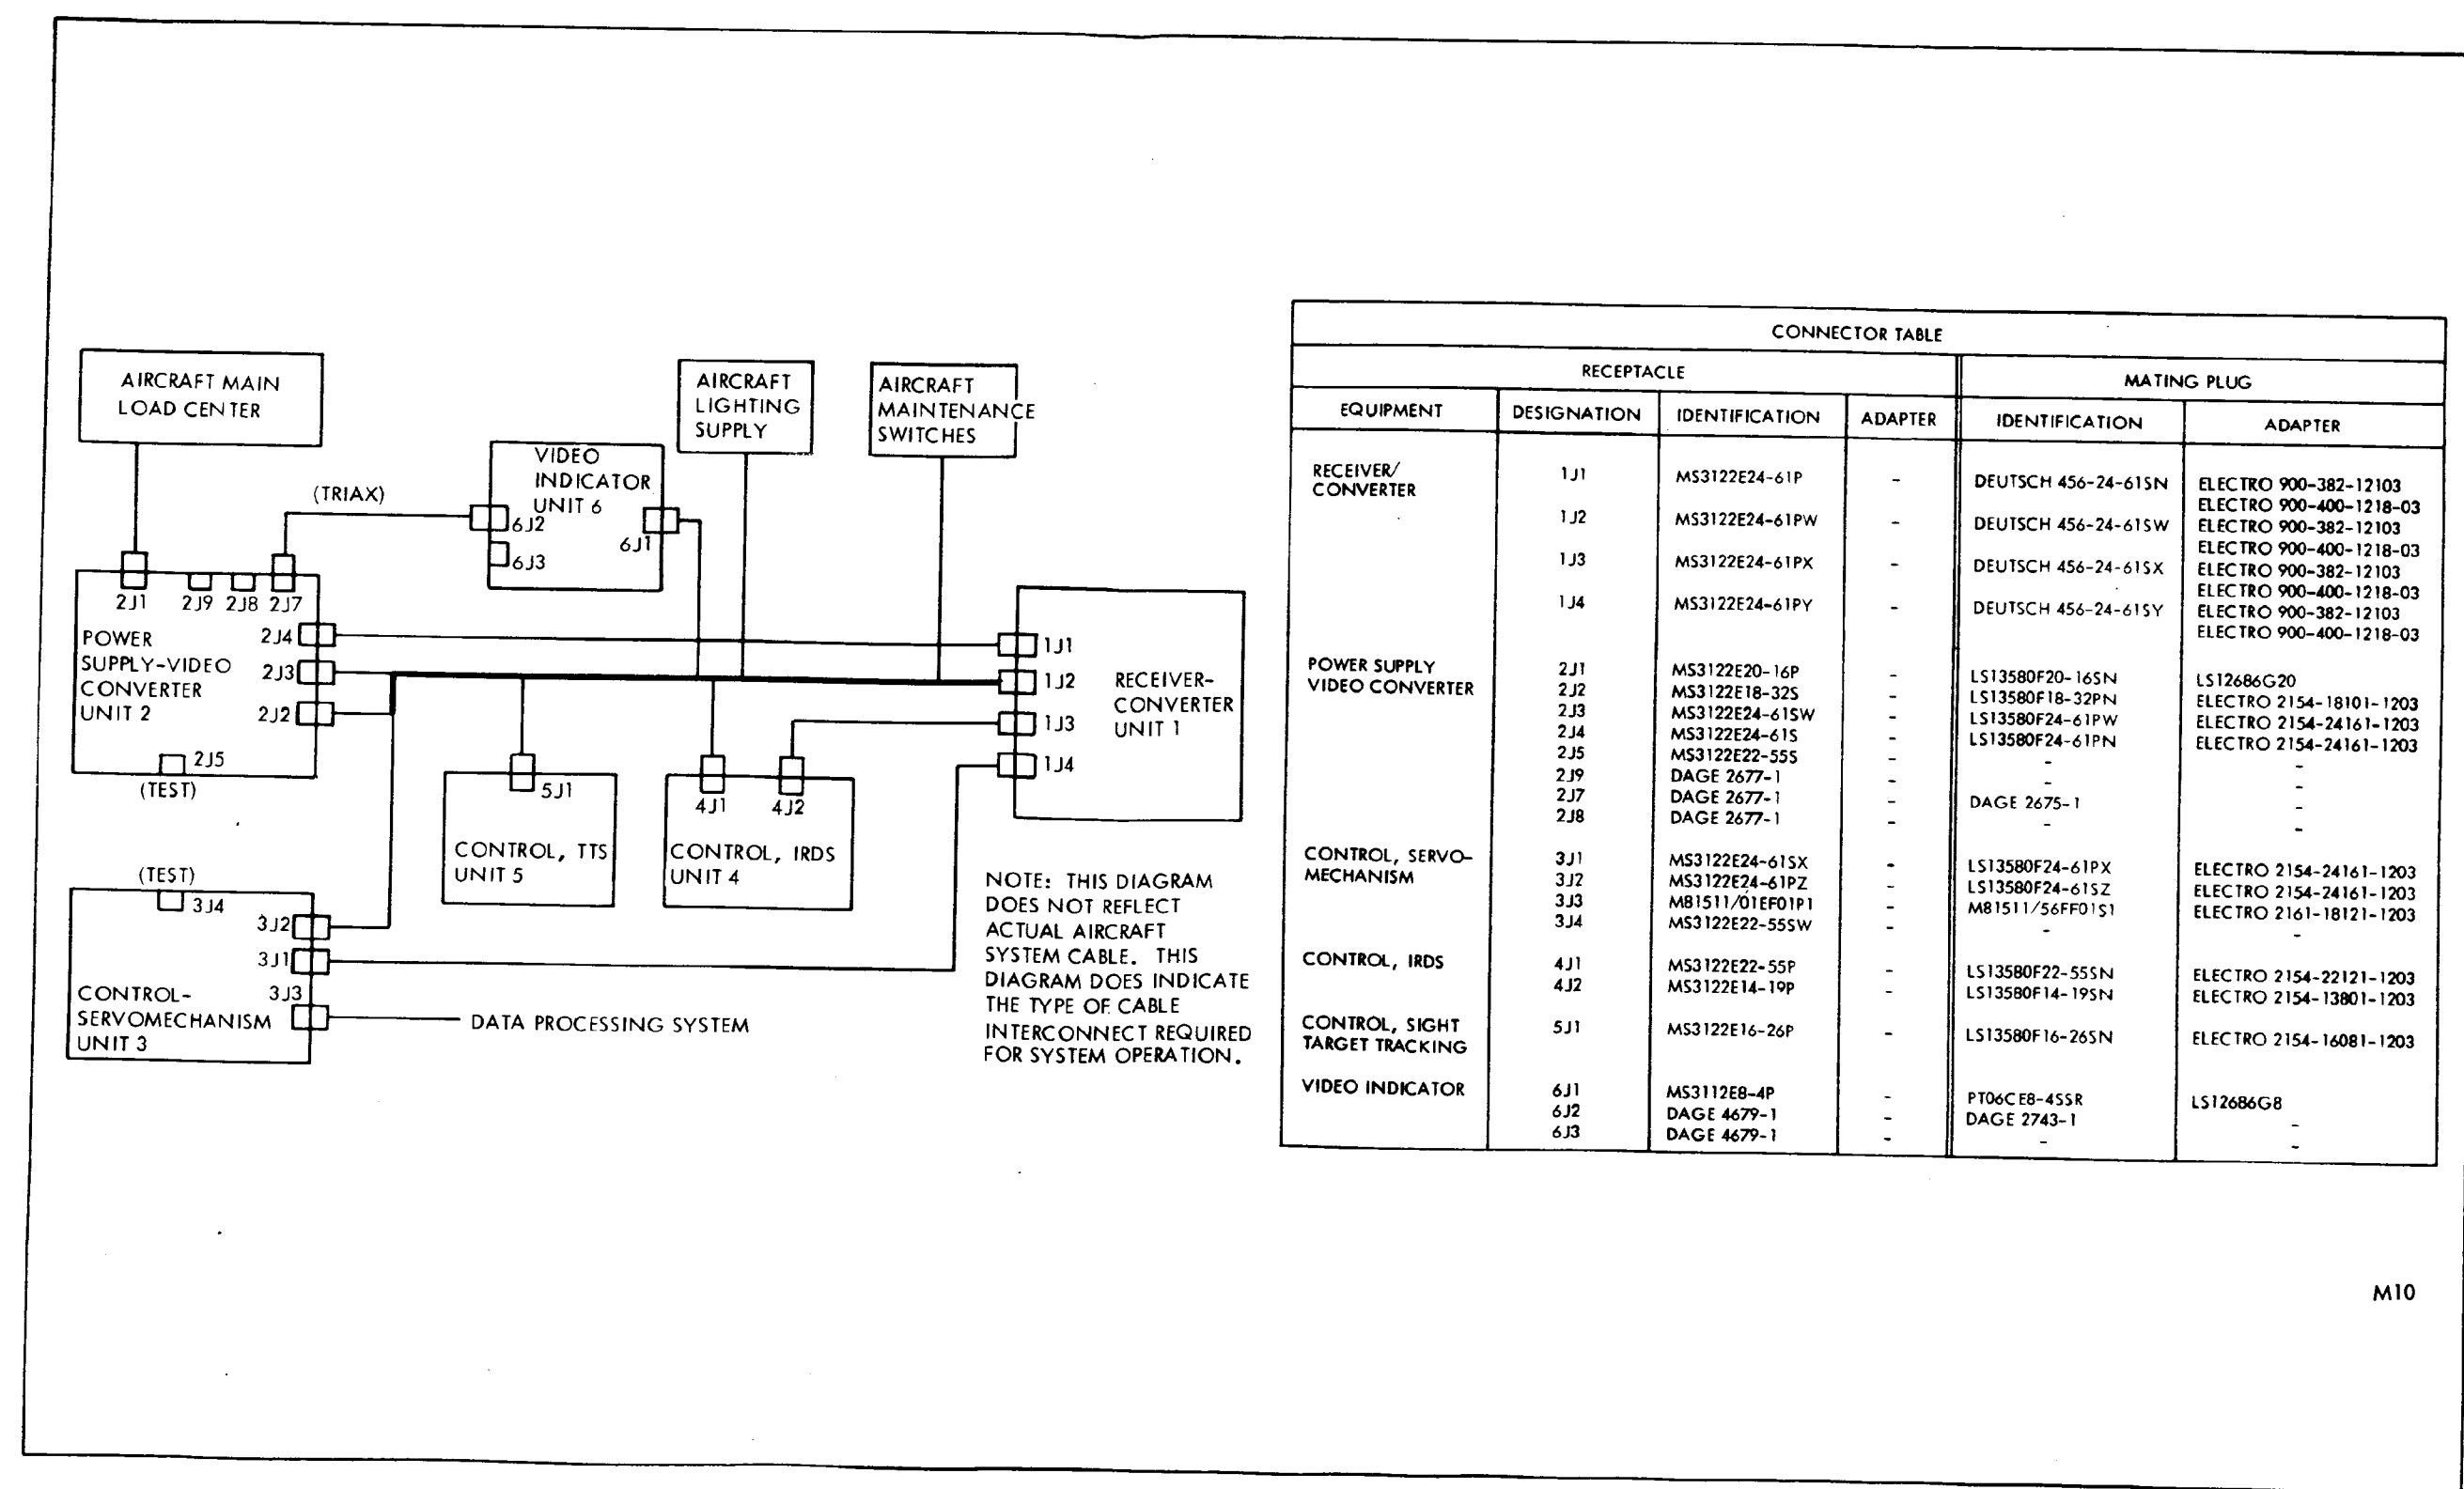 AIRCRAFT MAIN
LOAD CENTER
AIRCRAFT
LIGHTING
SUPPLY
AIRCRAFT
MAINTENANCE
SWITCHES
VIDEO
INDICATOR
UNIT 6
(TRIAX)
6J2
6J1
6J3
2J1 2J9 2J8 2J7
2J4
POWER
SUPPLY-VIDEO
CONVERTER
UNIT 2
2J3
2J2
2J5
(TEST)
1J1
1J2
1J3
1J4
RECEIVER-
CONVERTER
UNIT 1
5J1
CONTROL, TTS
UNIT 5
4J1 4J2
CONTROL, IRDS
UNIT 4
(TEST)
3J4
3J2
3J1
3J3
CONTROL-
SERVOMECHANISM
UNIT 3
DATA PROCESSING SYSTEM
NOTE: THIS DIAGRAM
DOES NOT REFLECT
ACTUAL AIRCRAFT
SYSTEM CABLE. THIS
DIAGRAM DOES INDICATE
THE TYPE OF CABLE
INTERCONNECT REQUIRED
FOR SYSTEM OPERATION.
CONNECTOR TABLE
RECEPTACLE MATING PLUG
EQUIPMENT DESIGNATION IDENTIFICATION ADAPTER IDENTIFICATION ADAPTER
RECEIVER/ 1J1 MS3122E24-61P - DEUTSCH 456-24-61SN ELECTRO 900-382-12103
CONVERTER ELECTRO 900-400-1218-03
1J2 MS3122E24-61PW - DEUTSCH 456-24-61SW ELECTRO 900-382-12103
ELECTRO 900-400-1218-03
1J3 MS3122E24-61PX - DEUTSCH 456-24-61SX ELECTRO 900-382-12103
ELECTRO 900-400-1218-03
1J4 MS3122E24-61PY - DEUTSCH 456-24-61SY ELECTRO 900-382-12103
ELECTRO 900-400-1218-03
POWER SUPPLY 2J1 MS3122E20-16P - LS13580F20-16SN LS12686G20
VIDEO CONVERTER 2J2 MS3122E18-32S - LS13580F18-32PN ELECTRO 2154-18101-1203
2J3 MS3122E24-61SW - LS13580F24-61PW ELECTRO 2154-24161-1203
2J4 MS3122E24-61S - LS13580F24-61PN ELECTRO 2154-24161-1203
2J5 MS3122E22-55S - - -
2J9 DAGE 2677-1 - - -
2J7 DAGE 2677-1 - DAGE 2675-1 -
2J8 DAGE 2677-1 - - -
CONTROL, SERVO- 3J1 MS3122E24-61SX - LS13580F24-61PX ELECTRO 2154-24161-1203
MECHANISM 3J2 MS3122E24-61PZ - LS13580F24-61SZ ELECTRO 2154-24161-1203
3J3 M81511/01EF01P1 - M81511/56FF01S1 ELECTRO 2161-18121-1203
3J4 MS3122E22-55SW - - -
CONTROL, IRDS 4J1 MS3122E22-55P - LS13580F22-55SN ELECTRO 2154-22121-1203
4J2 MS3122E14-19P - LS13580F14-19SN ELECTRO 2154-13801-1203
CONTROL, SIGHT 5J1 MS3122E16-26P - LS13580F16-26SN ELECTRO 2154-16081-1203
TARGET TRACKING
VIDEO INDICATOR 6J1 MS3112E8-4P - PT06CE8-4SSR LS12686G8
6J2 DAGE 4679-1 - DAGE 2743-1 -
6J3 DAGE 4679-1 - - -
M10